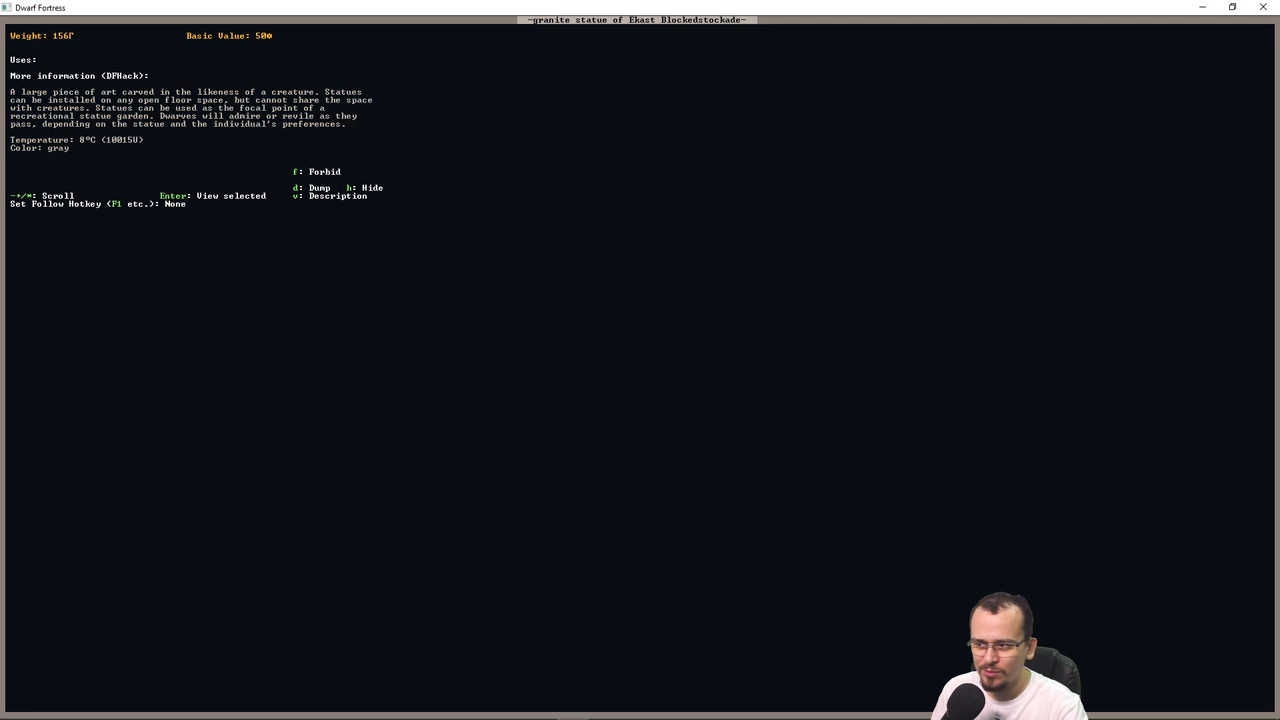 Dwarf Fortress
-granite statue of Ekast Blockedstockade-
Weight: 156Γ Basic Value: 50☼
Uses:
More information (DFHack):
A large piece of art carved in the likeness of a creature. Statues
can be installed on any open floor space, but cannot share the space
with creatures. Statues can be used as the focal point of a
recreational statue garden. Dwarves will admire or revile as they
pass, depending on the statue and the individual's preferences.
Temperature: 8°C (10015U)
Color: gray
f: Forbid
d: Dump h: Hide
-+/*: Scroll Enter: View selected v: Description
Set Follow Hotkey (F1 etc.): None